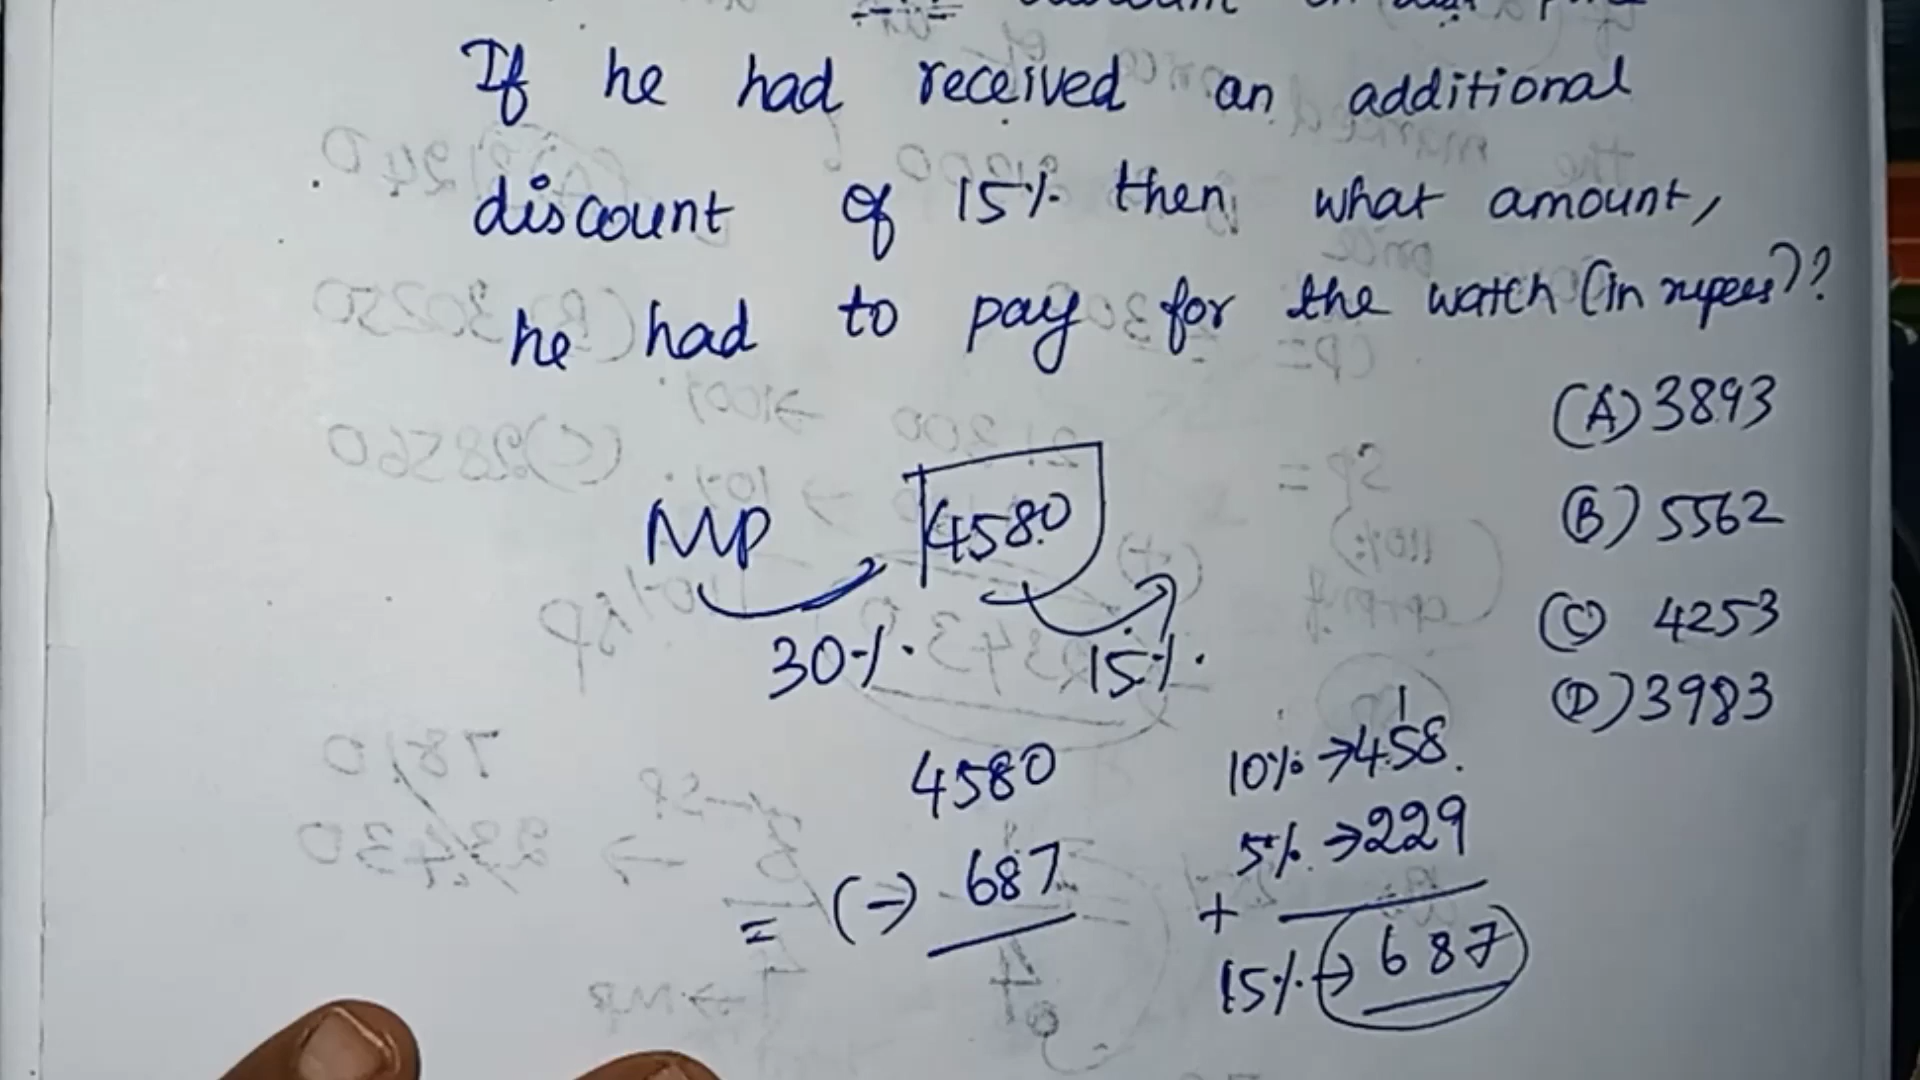 If he had received an additional
discount of 15% then, what amount,
he had to pay for the watch (in rupees)?
(A) 3893
(B) 5562
(C) 4253
(D) 3983
MP 4580
30%. 15%.
4580
= (-) 687
10% → 458.
5% → 229
+
15% → 687